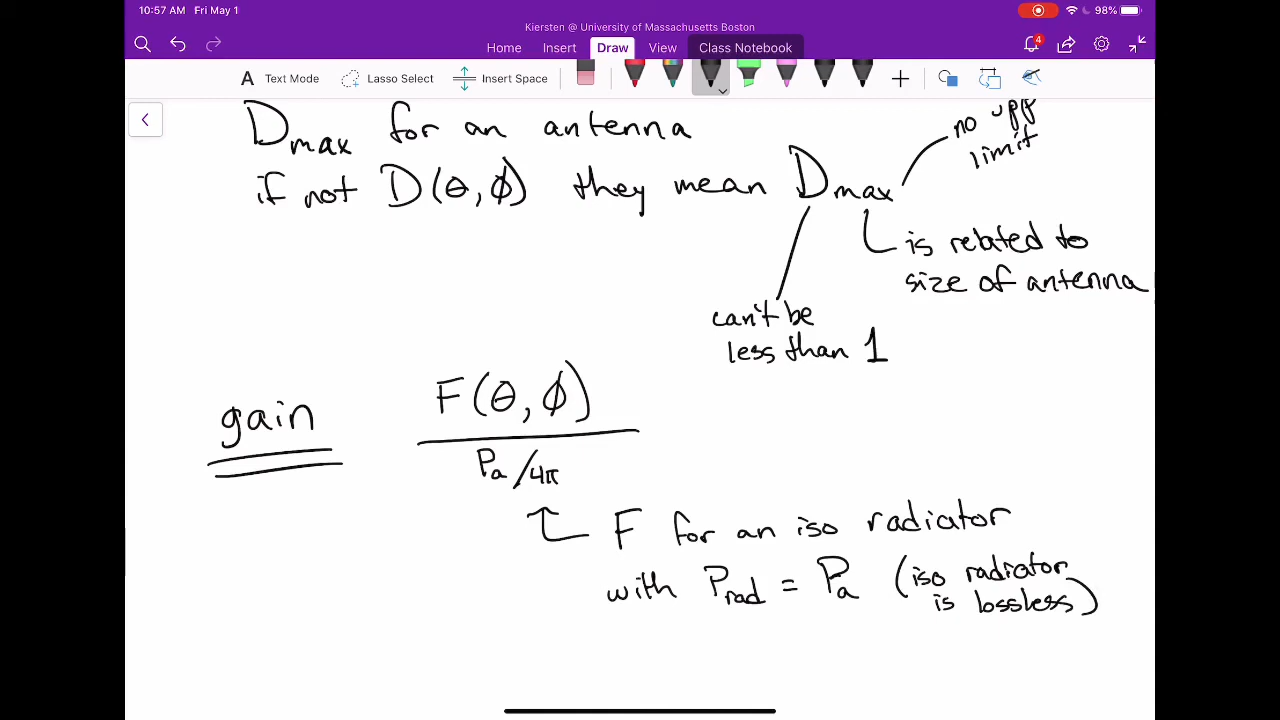 10:57 AM Fri May 1
98%
Kiersten @ University of Massachusetts Boston
Home Insert Draw View Class Notebook
4
A Text Mode Lasso Select Insert Space
Dmax for an antenna
no upp
limit
if not D(θ,ϕ) they mean Dmax
is related to
size of antenna
can't be
less than 1
gain F(θ,ϕ)
Pa/4π
F for an iso radiator
with Prad = Pa (iso radiator
is lossless)